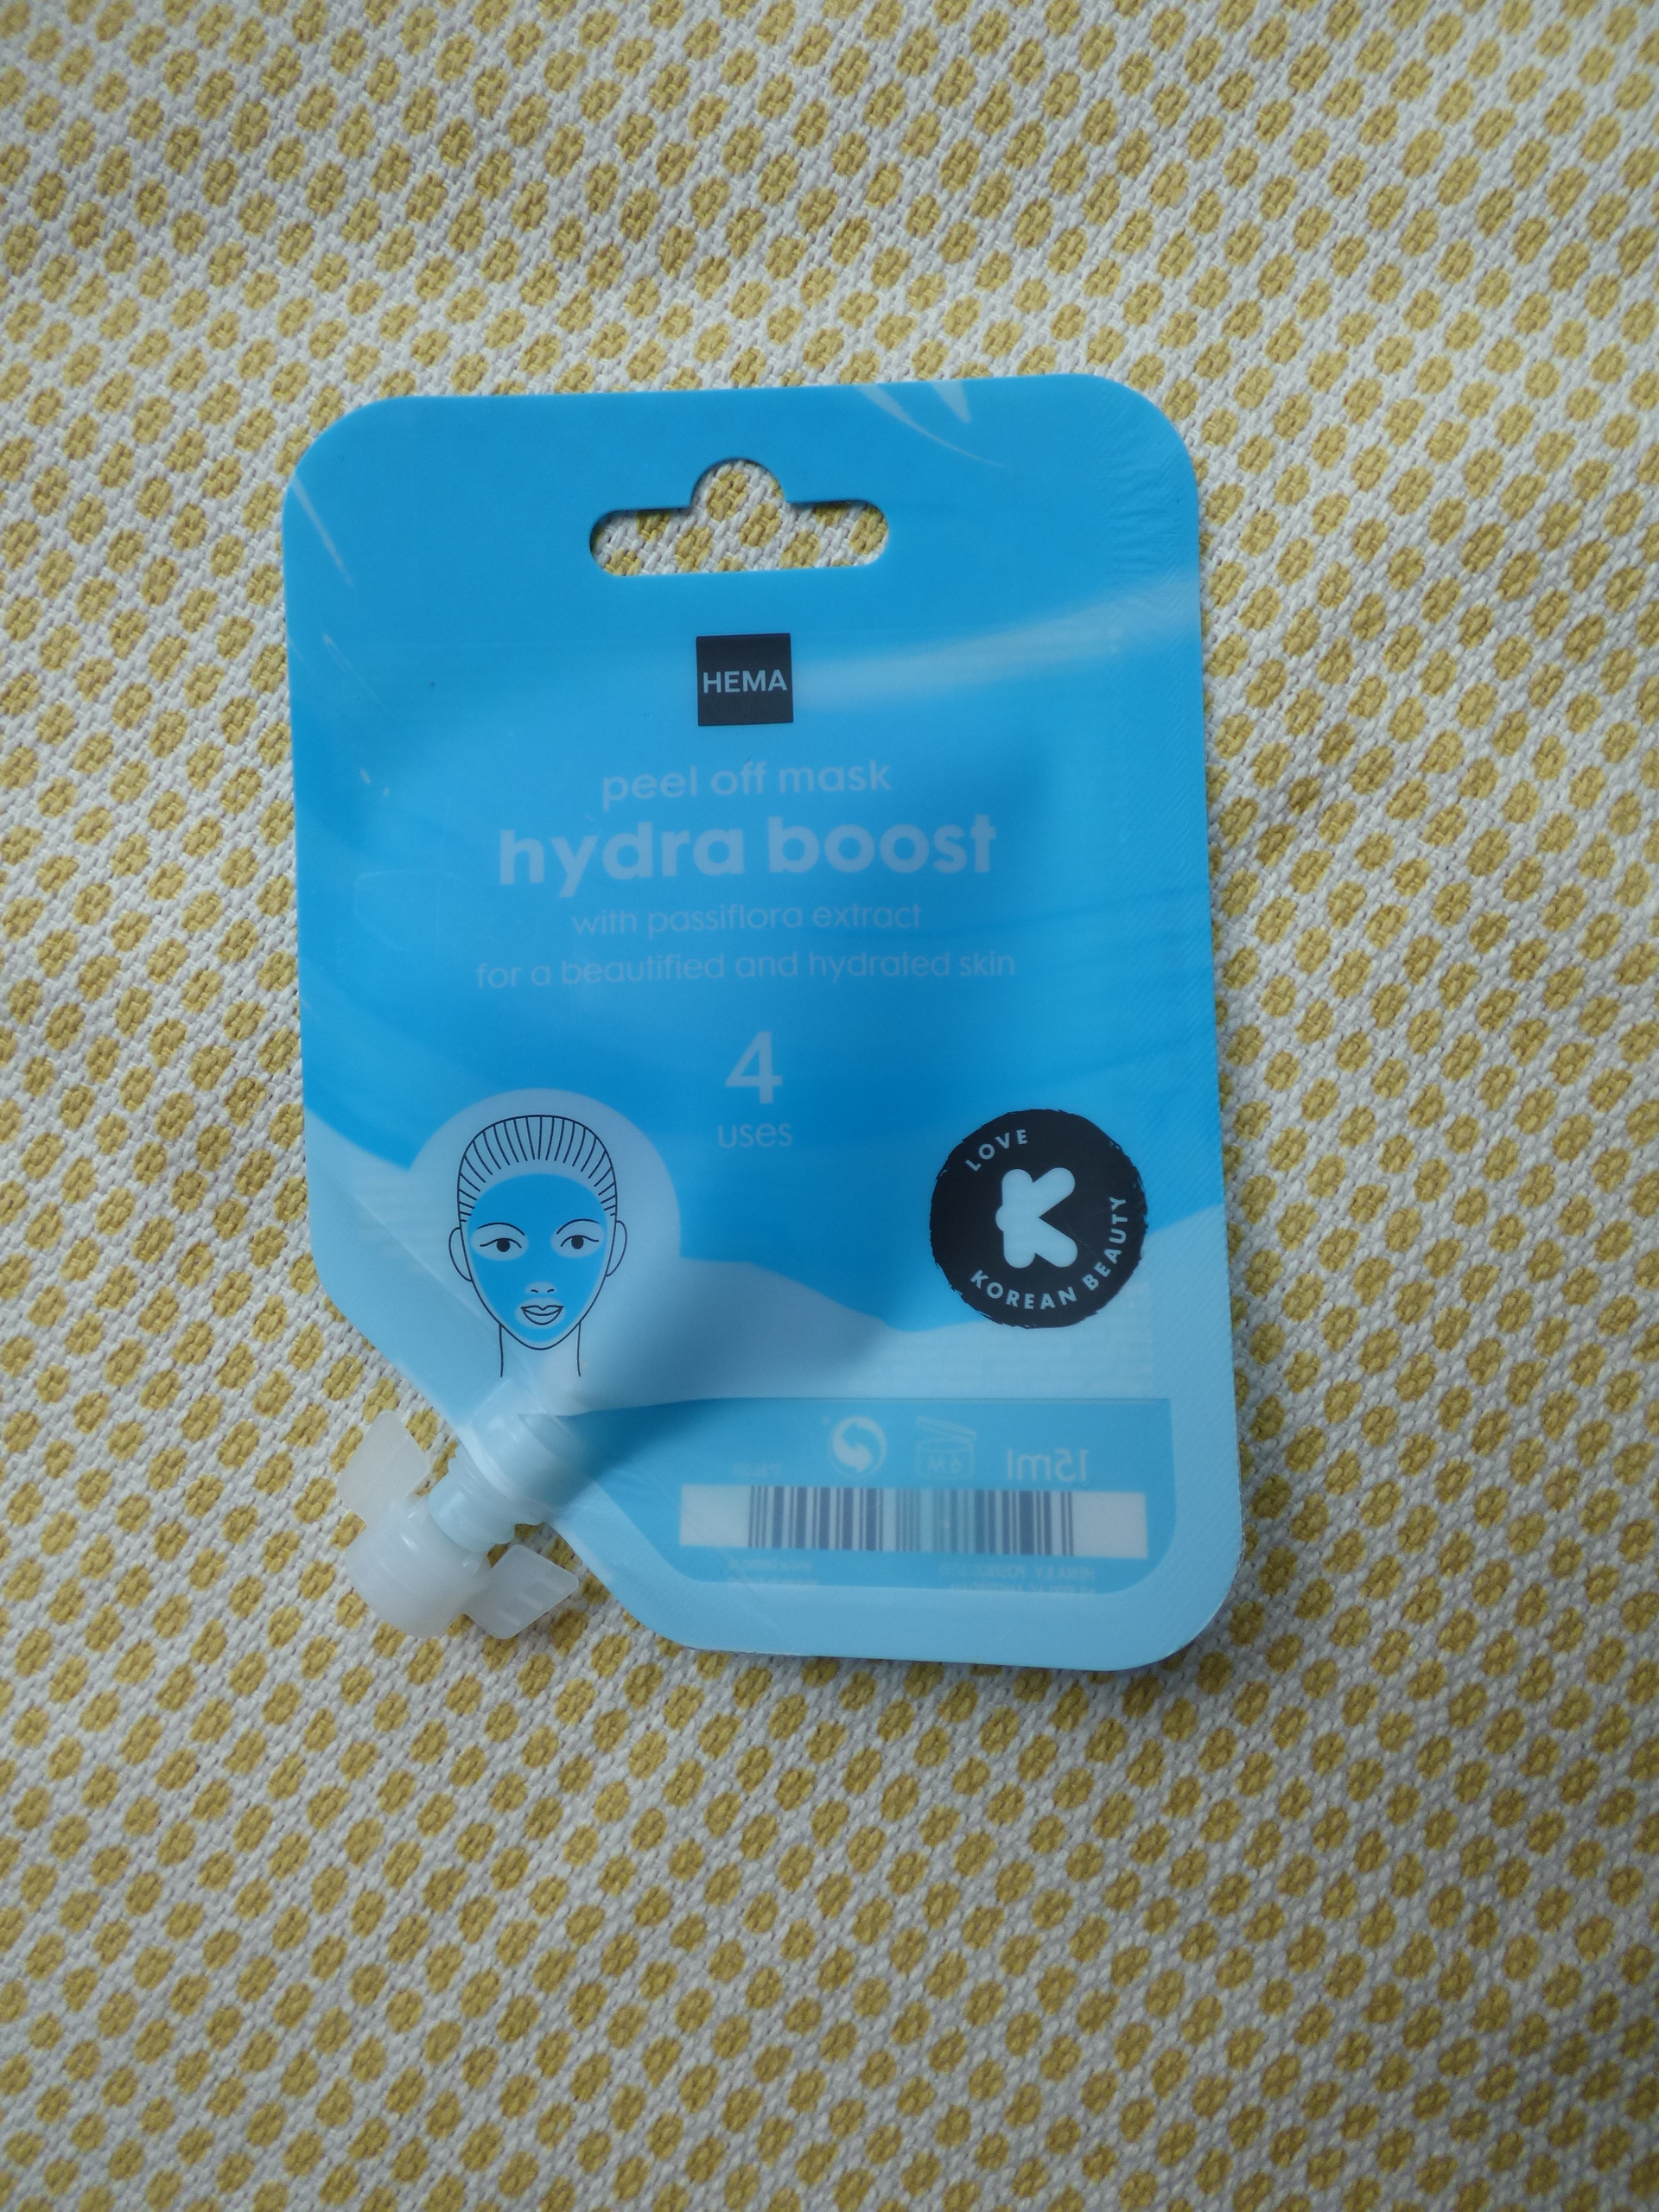 HEMA
peel off mask
hydra boost
with passiflora extract
for a beautified and hydrated skin
4
uses
LOVE
K
KOREAN BEAUTY
6M
15ml